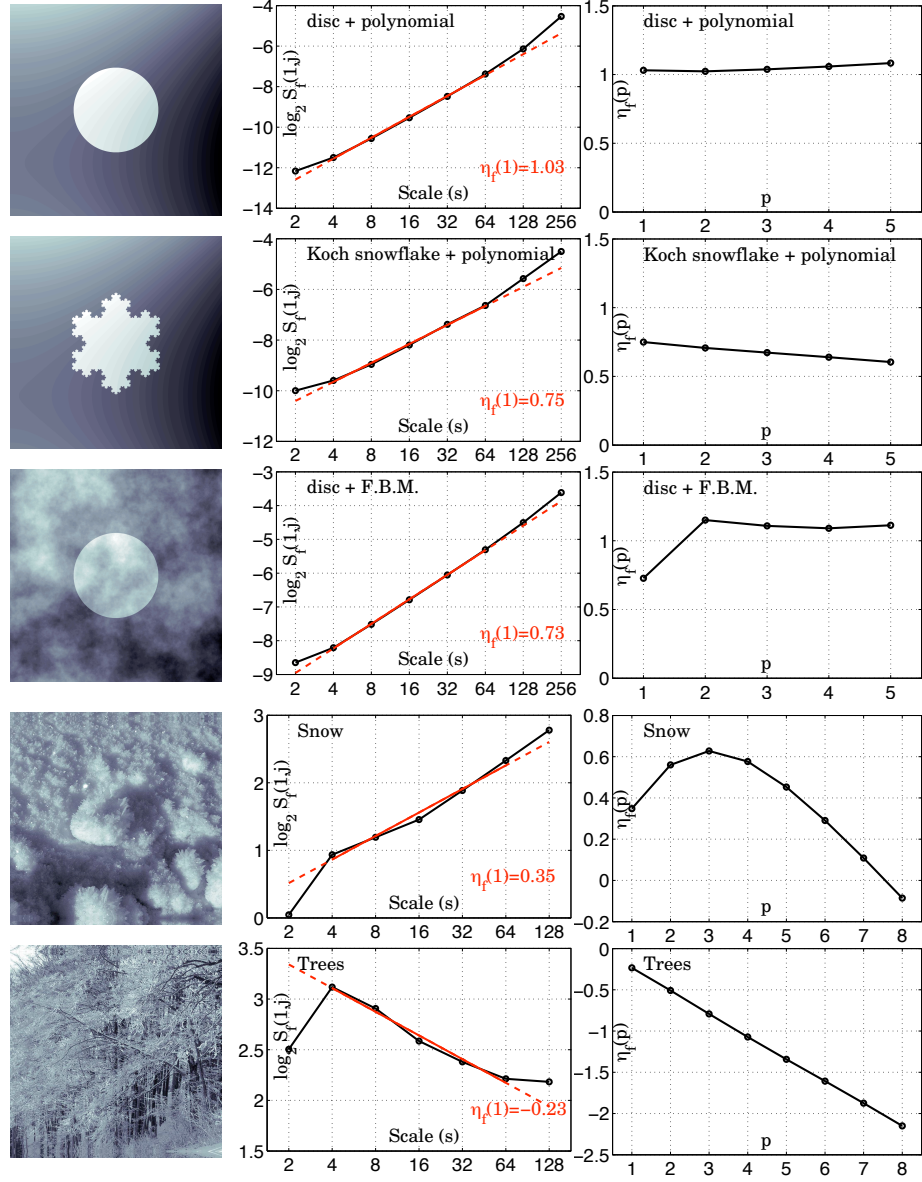 disc + polynomial
log₂ S_f(1,j)
−4
−6
−8
−10
−12
−14
η_f(1)=1.03
Scale (s)
2 4 8 16 32 64 128 256
disc + polynomial
η_f(p)
1.5
1
0.5
0
p
1 2 3 4 5
Koch snowflake + polynomial
log₂ S_f(1,j)
−4
−6
−8
−10
−12
η_f(1)=0.75
Scale (s)
2 4 8 16 32 64 128 256
Koch snowflake + polynomial
η_f(p)
1.5
1
0.5
0
p
1 2 3 4 5
disc + F.B.M.
log₂ S_f(1,j)
−3
−4
−5
−6
−7
−8
−9
η_f(1)=0.73
Scale (s)
2 4 8 16 32 64 128 256
disc + F.B.M.
η_f(p)
1.5
1
0.5
0
p
1 2 3 4 5
Snow
log₂ S_f(1,j)
3
2
1
0
η_f(1)=0.35
Scale (s)
2 4 8 16 32 64 128
Snow
η_f(p)
0.8
0.6
0.4
0.2
0
−0.2
p
1 2 3 4 5 6 7 8
Trees
log₂ S_f(1,j)
3.5
3
2.5
2
1.5
η_f(1)=−0.23
Scale (s)
2 4 8 16 32 64 128
Trees
η_f(p)
0
−0.5
−1
−1.5
−2
−2.5
p
1 2 3 4 5 6 7 8